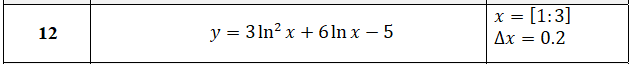 12
y = 3 ln² x + 6 ln x − 5
x = [1:3]
Δx = 0.2